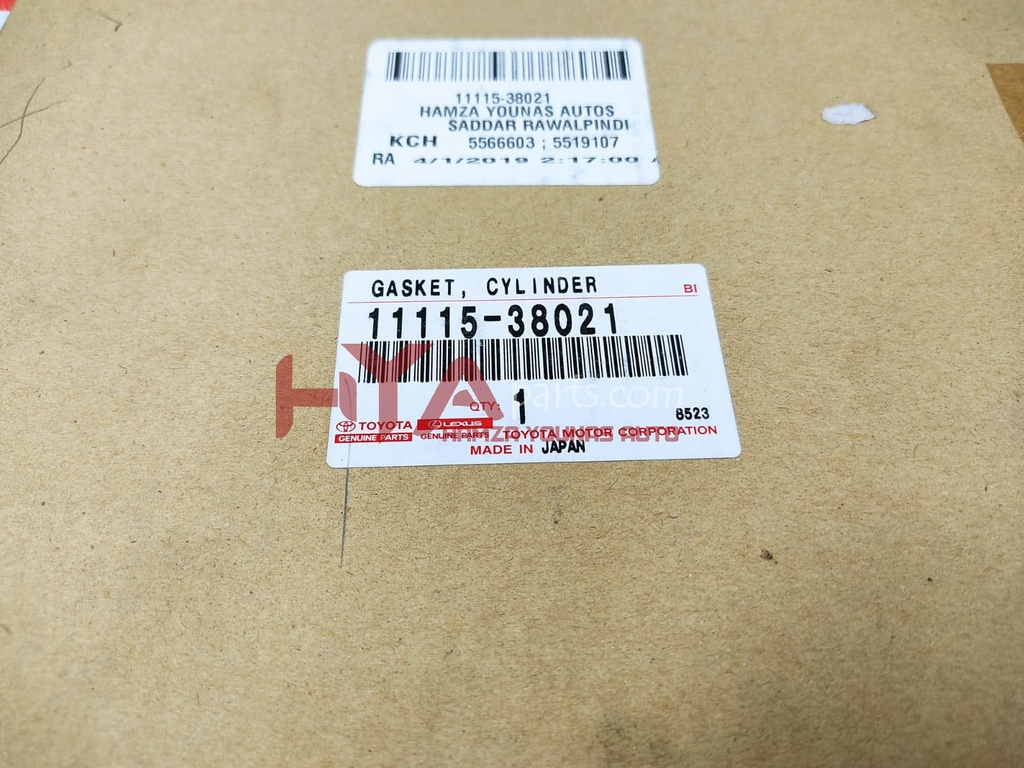 11115-38021
HAMZA YOUNAS AUTOS
SADDAR RAWALPINDI
KCH 5566603 ; 5519107
RA 4/1/2019 2:17:00
GASKET, CYLINDER
BI
11115-38021
HYA parts.com
QTY: 1
8523
TOYOTA LEXUS
GENUINE PARTS GENUINE PARTS TOYOTA MOTOR CORPORATION
HAMZA YOUNAS AUTO
MADE IN JAPAN